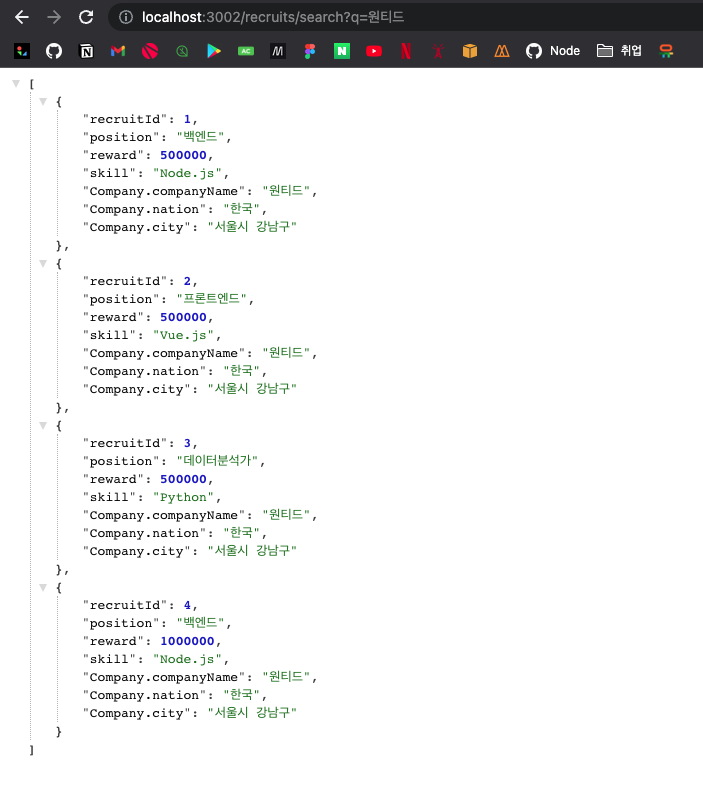 localhost:3002/recruits/search?q=원티드
N M AC M N Node 취업
[
{
"recruitId": 1,
"position": "백엔드",
"reward": 500000,
"skill": "Node.js",
"Company.companyName": "원티드",
"Company.nation": "한국",
"Company.city": "서울시 강남구"
},
{
"recruitId": 2,
"position": "프론트엔드",
"reward": 500000,
"skill": "Vue.js",
"Company.companyName": "원티드",
"Company.nation": "한국",
"Company.city": "서울시 강남구"
},
{
"recruitId": 3,
"position": "데이터분석가",
"reward": 500000,
"skill": "Python",
"Company.companyName": "원티드",
"Company.nation": "한국",
"Company.city": "서울시 강남구"
},
{
"recruitId": 4,
"position": "백엔드",
"reward": 1000000,
"skill": "Node.js",
"Company.companyName": "원티드",
"Company.nation": "한국",
"Company.city": "서울시 강남구"
}
]